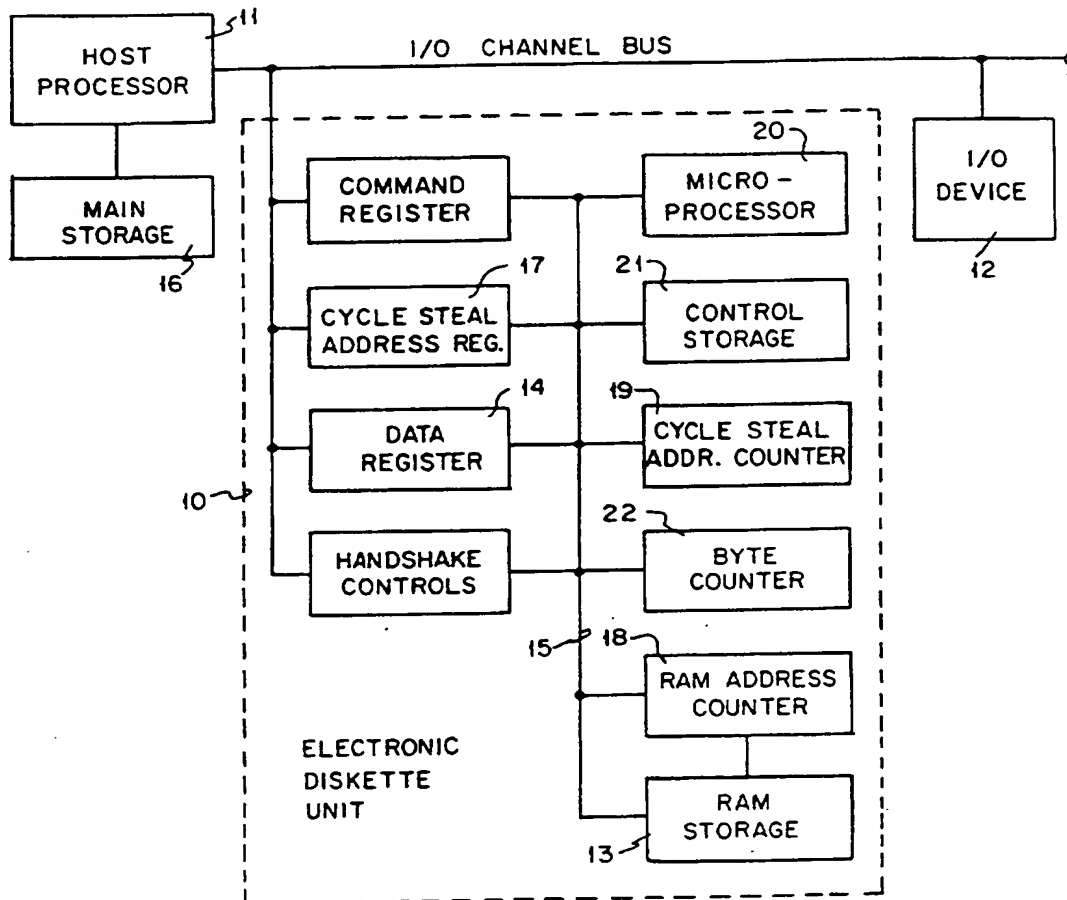 11
HOST
PROCESSOR
I/O CHANNEL BUS
MAIN
STORAGE
16
I/O
DEVICE
12
COMMAND
REGISTER
20
MICRO -
PROCESSOR
17
CYCLE STEAL
ADDRESS REG.
21
CONTROL
STORAGE
14
DATA
REGISTER
19
CYCLE STEAL
ADDR. COUNTER
10
HANDSHAKE
CONTROLS
22
BYTE
COUNTER
15
18
RAM ADDRESS
COUNTER
ELECTRONIC
DISKETTE
UNIT
RAM
STORAGE
13